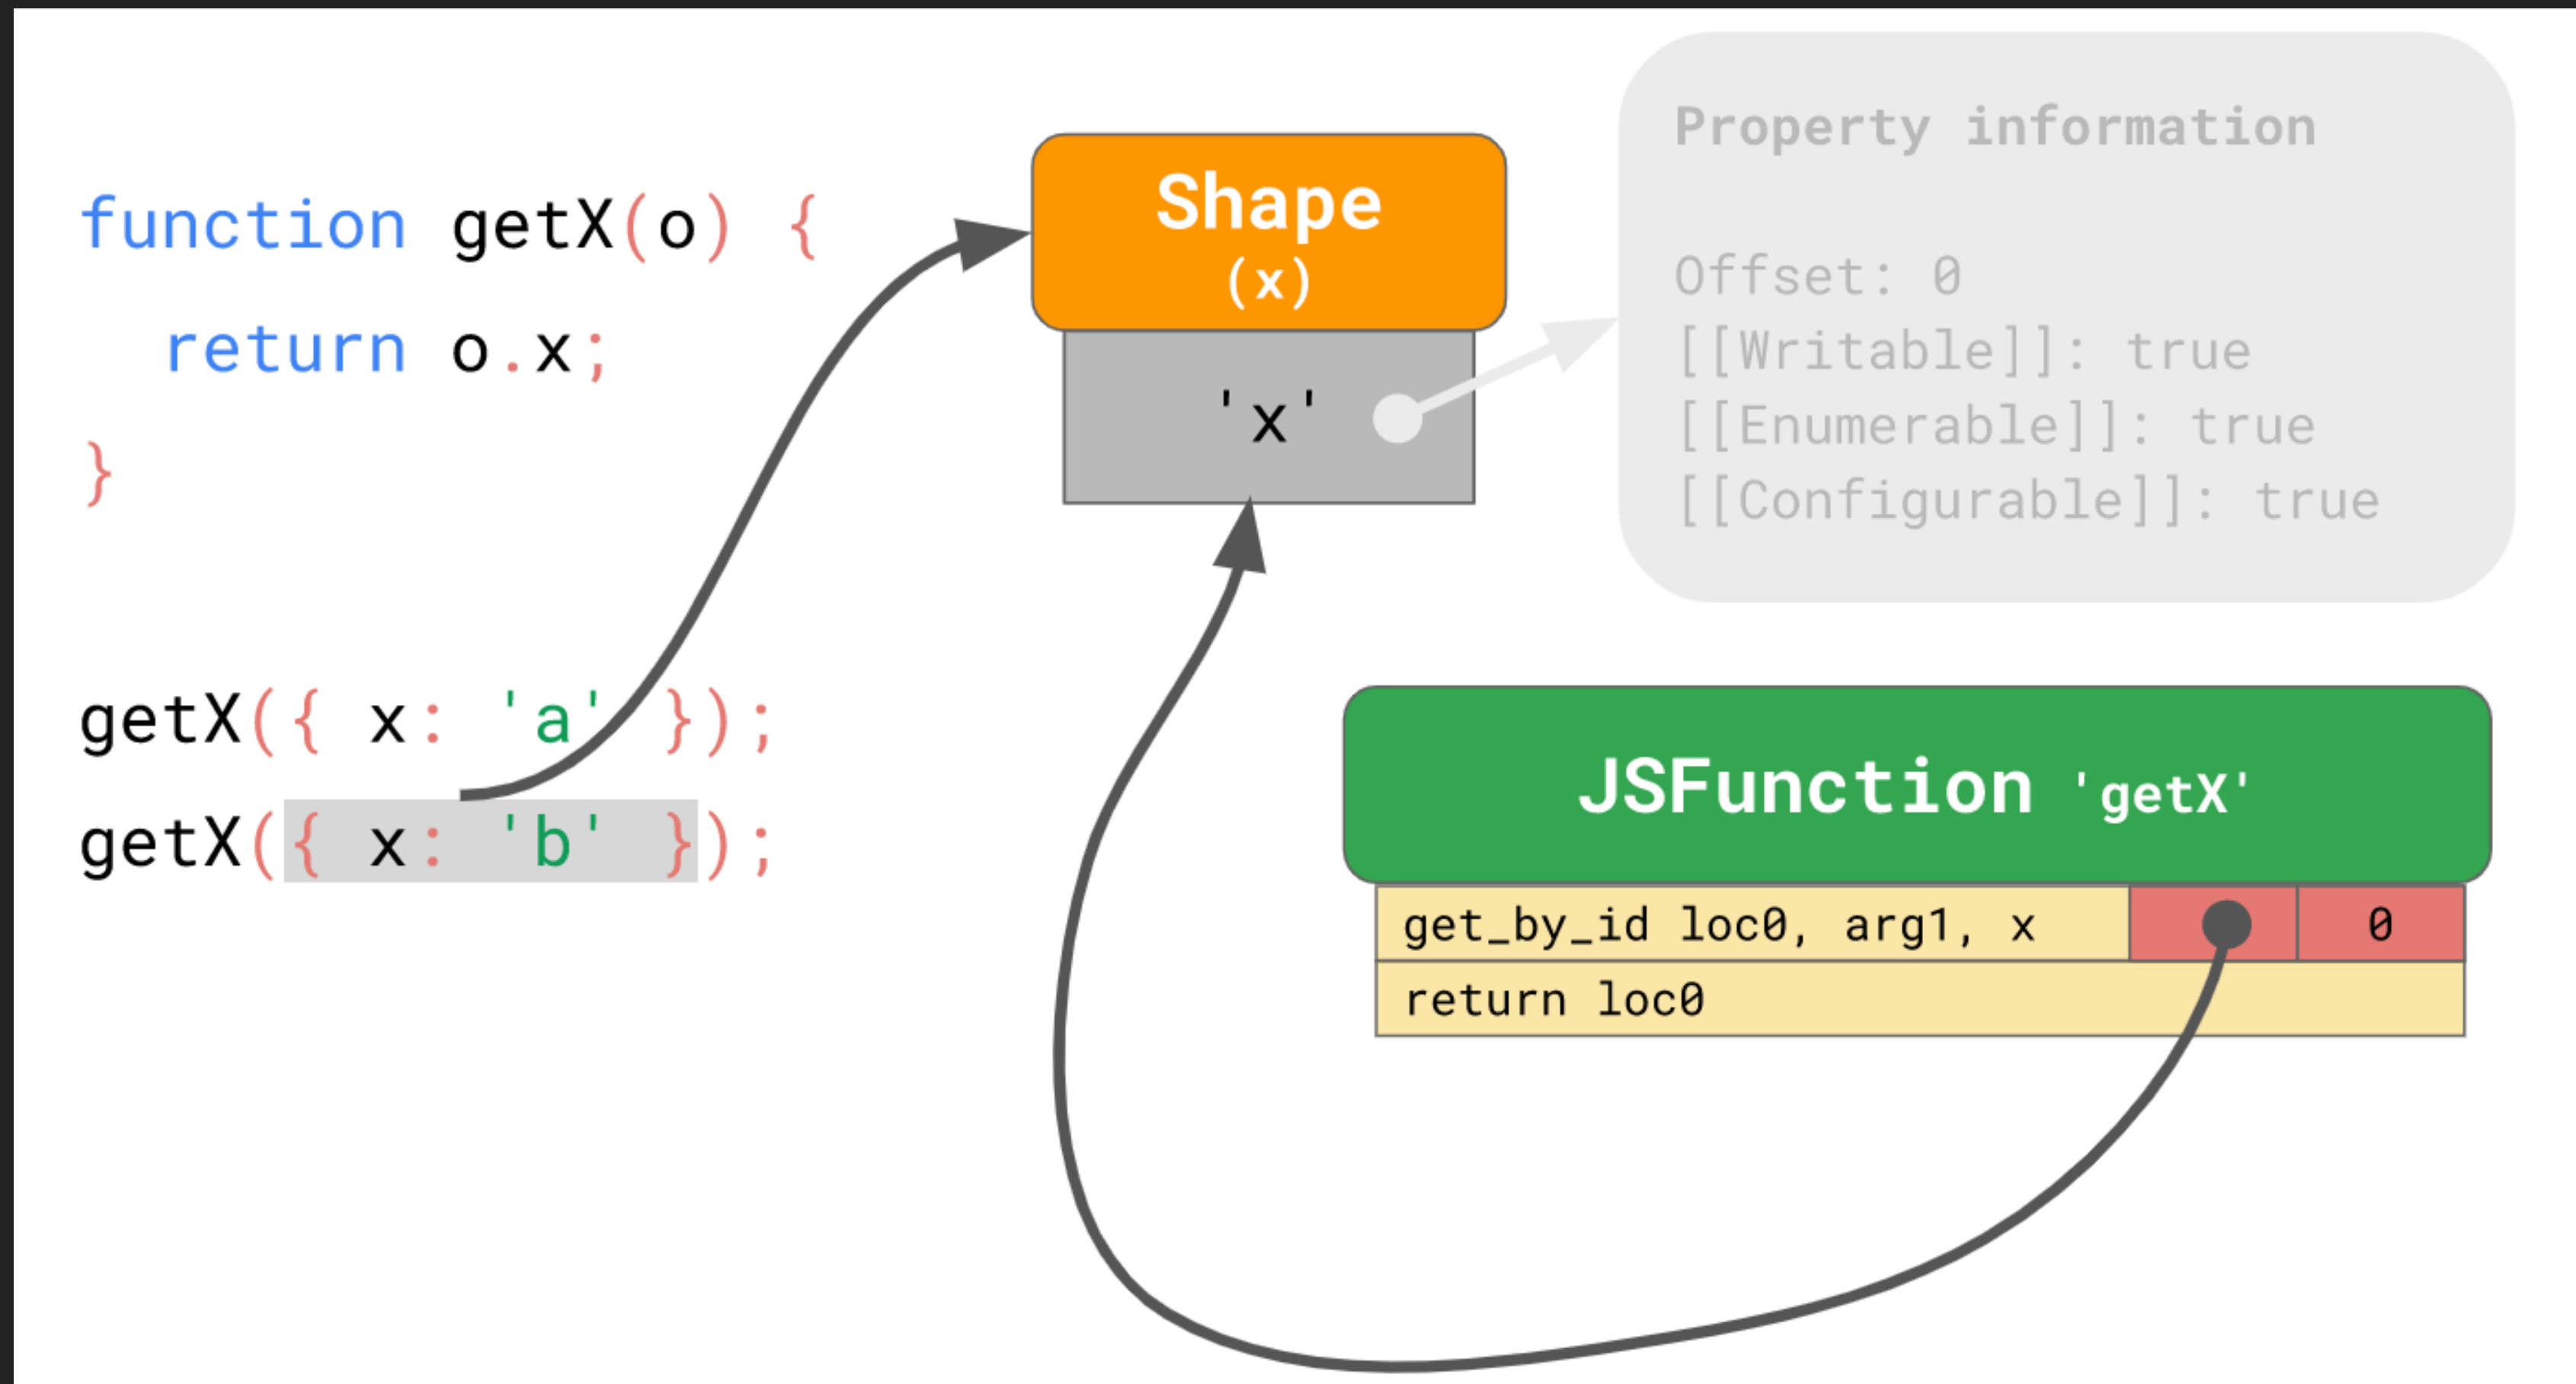 function getX(o) {
  return o.x;
}
getX({ x: 'a' });
getX({ x: 'b' });
Shape
(x)
'x'
Property information
Offset: 0
[[Writable]]: true
[[Enumerable]]: true
[[Configurable]]: true
JSFunction 'getX'
get_by_id loc0, arg1, x 0
return loc0